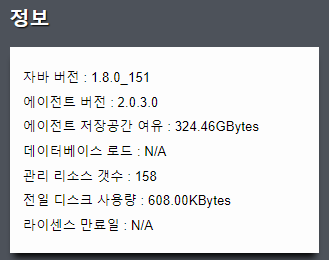 정보
자바 버전 : 1.8.0_151
에이전트 버전 : 2.0.3.0
에이전트 저장공간 여유 : 324.46GBytes
데이터베이스 로드 : N/A
관리 리소스 갯수 : 158
전일 디스크 사용량 : 608.00KBytes
라이센스 만료일 : N/A